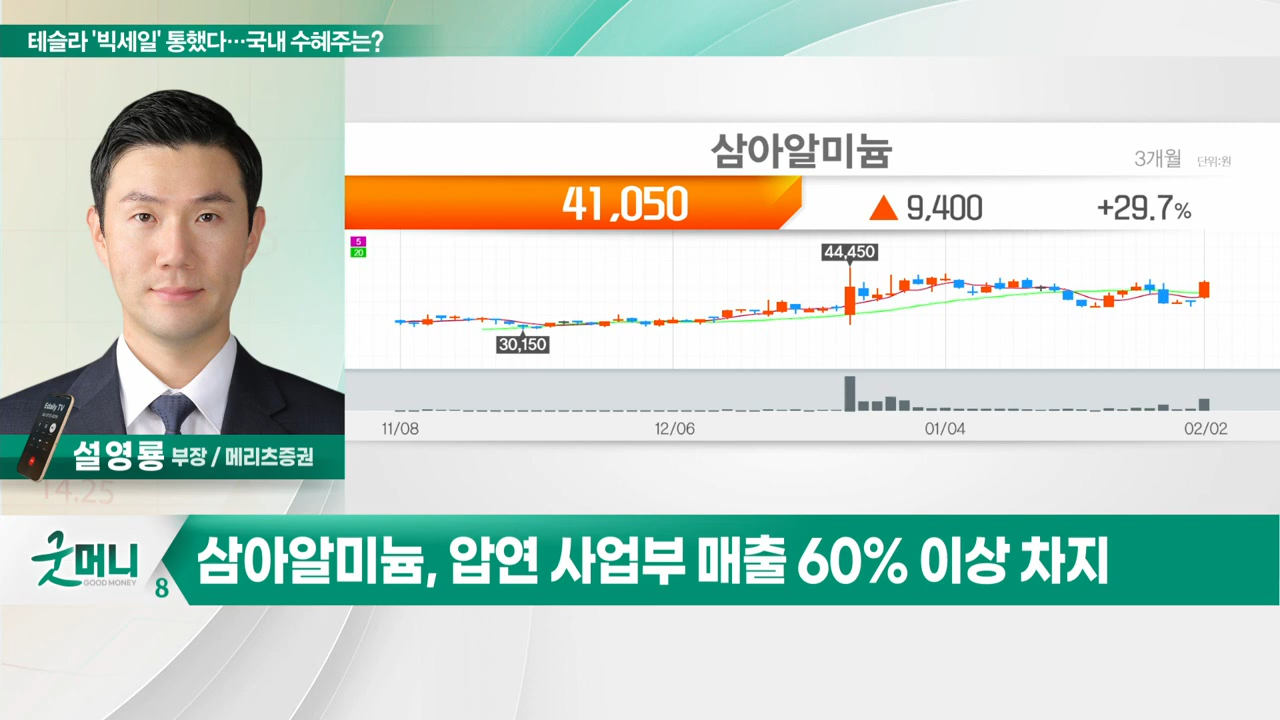 테슬라 '빅세일' 통했다…국내 수혜주는?
삼아알미늄
3개월 단위:원
41,050 ▲ 9,400 +29.7%
5
20
44,450
30,150
11/08 12/06 01/04 02/02
Edaily TV
설영룡 부장 / 메리츠증권
14.25
굿머니
GOOD MONEY
8
삼아알미늄, 압연 사업부 매출 60% 이상 차지